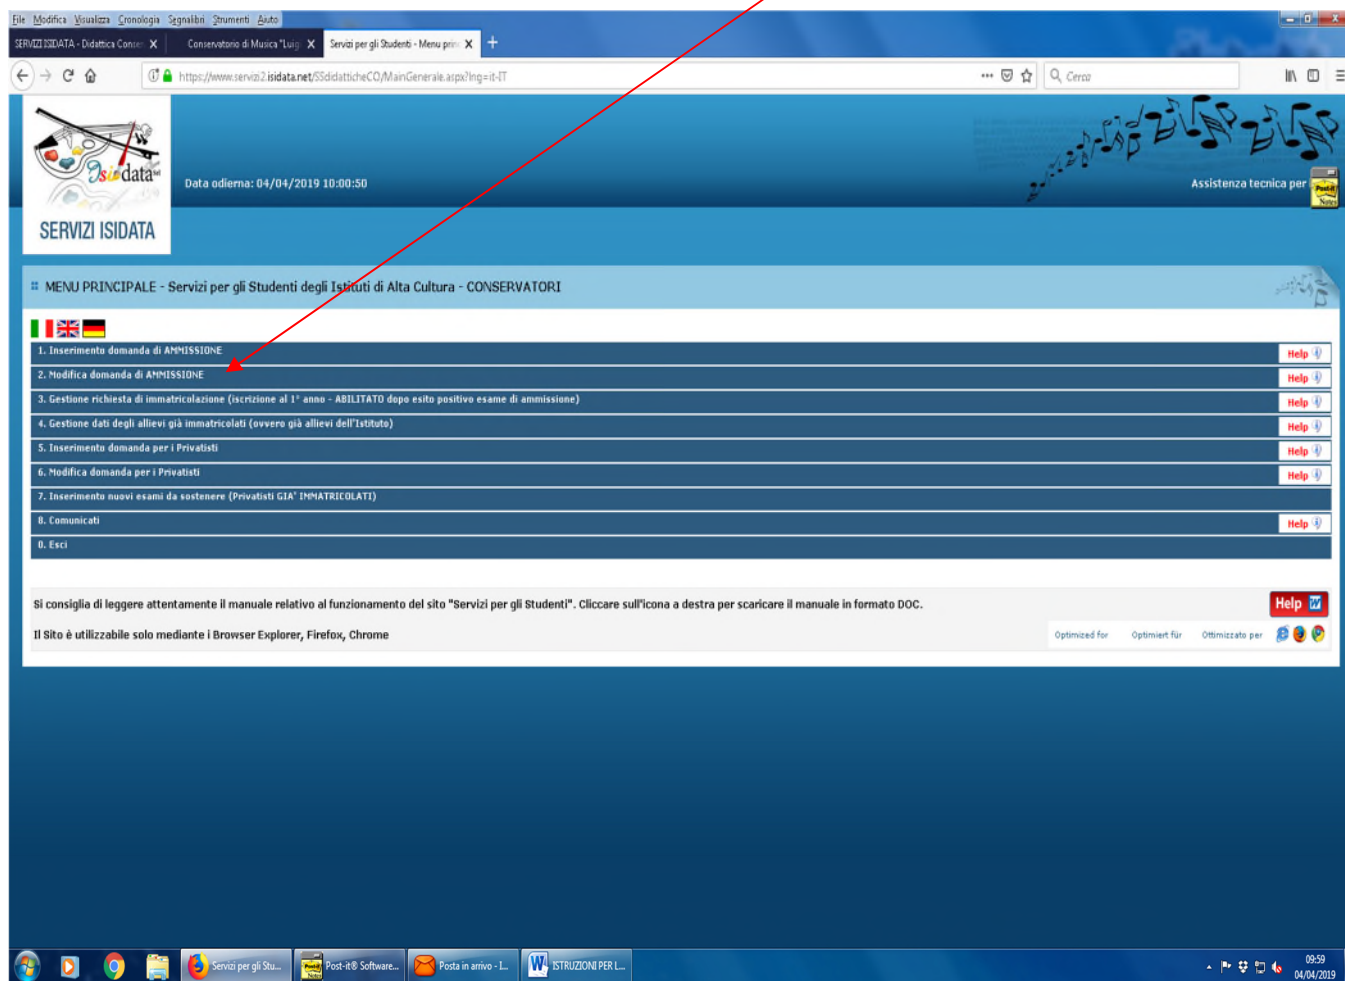 File Modifica Visualizza Cronologia Segnalibri Strumenti Aiuto
SERVIZI ISIDATA - Didattica Conser X Conservatorio di Musica "Luig X Servizi per gli Studenti - Menu prin X +
https://www.servizi2.isidata.net/SSdidatticheCO/MainGenerale.aspx?lng=it-IT Cerca
Isidata srl
SERVIZI ISIDATA
Data odierna: 04/04/2019 10:00:50
Assistenza tecnica per
Post-it
Notes
MENU PRINCIPALE - Servizi per gli Studenti degli Istituti di Alta Cultura - CONSERVATORI
1. Inserimento domanda di AMMISSIONE Help
2. Modifica domanda di AMMISSIONE Help
3. Gestione richiesta di immatricolazione (iscrizione al 1° anno - ABILITATO dopo esito positivo esame di ammissione) Help
4. Gestione dati degli allievi già immatricolati (ovvero già allievi dell'Istituto) Help
5. Inserimento domanda per i Privatisti Help
6. Modifica domanda per i Privatisti Help
7. Inserimento nuovi esami da sostenere (Privatisti GIA' IMMATRICOLATI)
8. Comunicati Help
0. Esci
Si consiglia di leggere attentamente il manuale relativo al funzionamento del sito "Servizi per gli Studenti". Cliccare sull'icona a destra per scaricare il manuale in formato DOC. Help
Il Sito è utilizzabile solo mediante i Browser Explorer, Firefox, Chrome Optimized for Optimiert für Ottimizzato per
Servizi per gli Stu... Post-it® Software... Posta in arrivo - I... ISTRUZIONI PER L... 09:59
04/04/2019